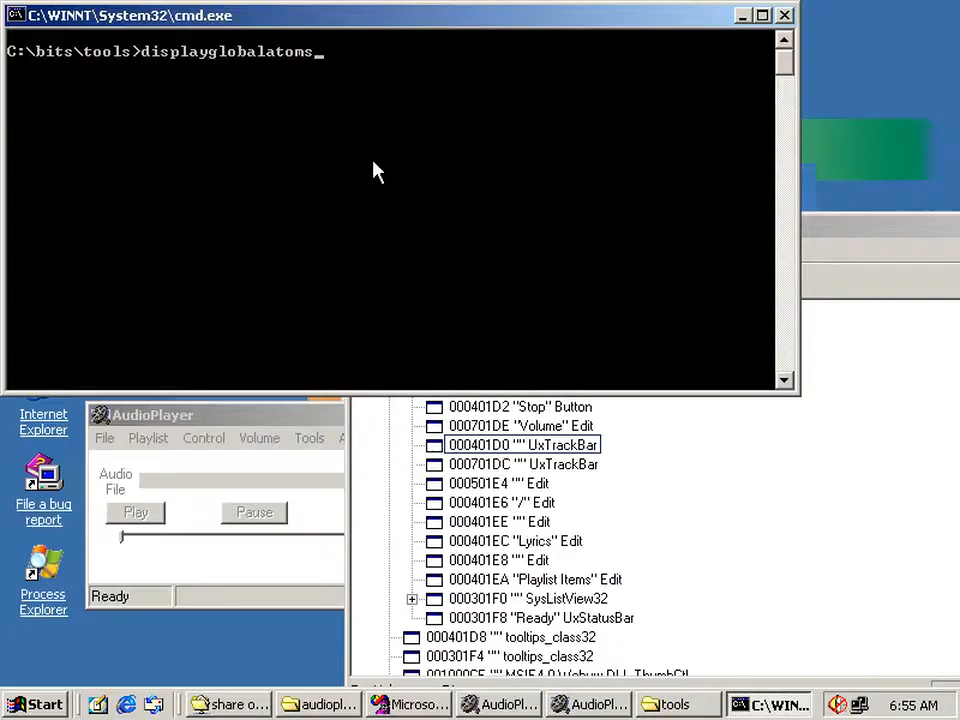 C:\WINNT\System32\cmd.exe
C:\bits\tools>displayglobalatoms_
Internet
Explorer
File a bug
report
Process
Explorer
AudioPlayer
File Playlist Control Volume Tools
Audio
File
Play Pause
Ready
000401D2 "Stop" Button
000701DE "Volume" Edit
000401D0 "" UxTrackBar
000701DC "" UxTrackBar
000501E4 "" Edit
000401E6 "/" Edit
000401EE "" Edit
000401EC "Lyrics" Edit
000401E8 "" Edit
000401EA "Playlist Items" Edit
000301F0 "" SysListView32
000301F8 "Ready" UxStatusBar
000401D8 "" tooltips_class32
000301F4 "" tooltips_class32
Start share o... audiopl... Microso... AudioPl... AudioPl... tools C:\WIN... 6:55 AM